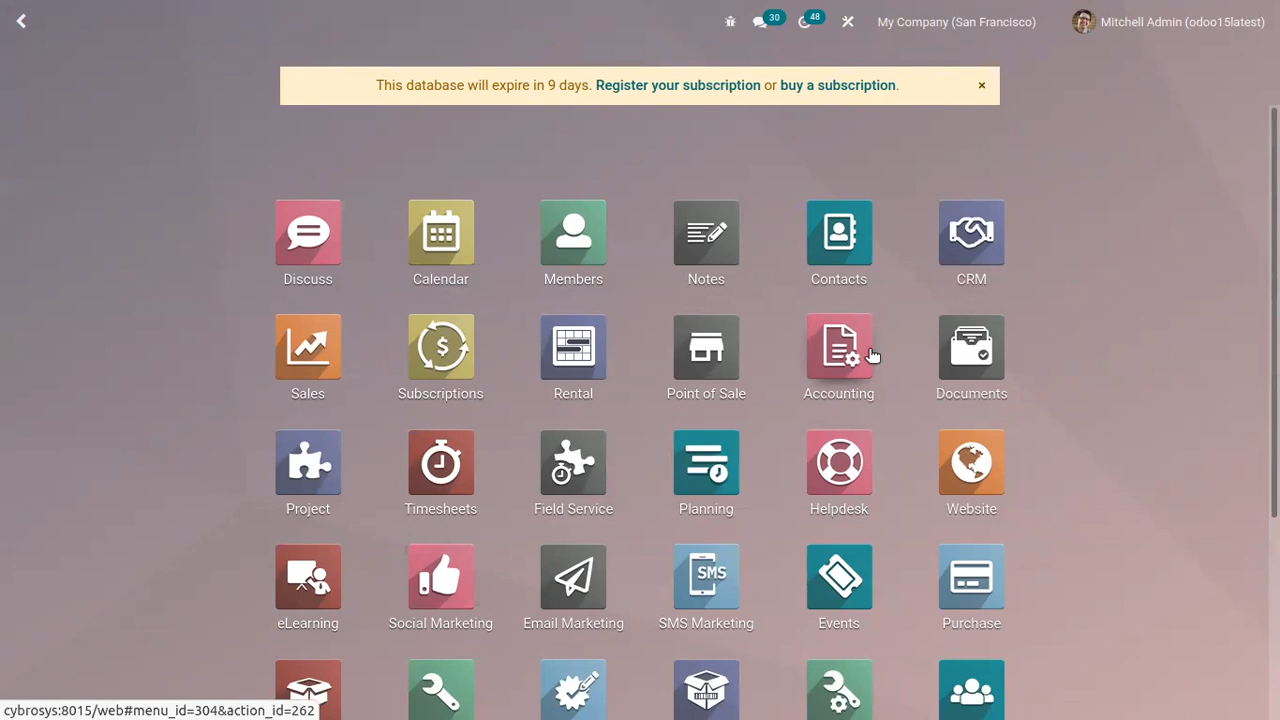 30
48
My Company (San Francisco)
Mitchell Admin (odoo15latest)
This database will expire in 9 days. Register your subscription or buy a subscription. ×
Discuss
Calendar
Members
Notes
Contacts
CRM
Sales
$
Subscriptions
Rental
Point of Sale
Accounting
Documents
Project
Timesheets
Field Service
Planning
Helpdesk
Website
SMS
eLearning
Social Marketing
Email Marketing
SMS Marketing
Events
Purchase
cybrosys:8015/web#menu_id=304&action_id=262